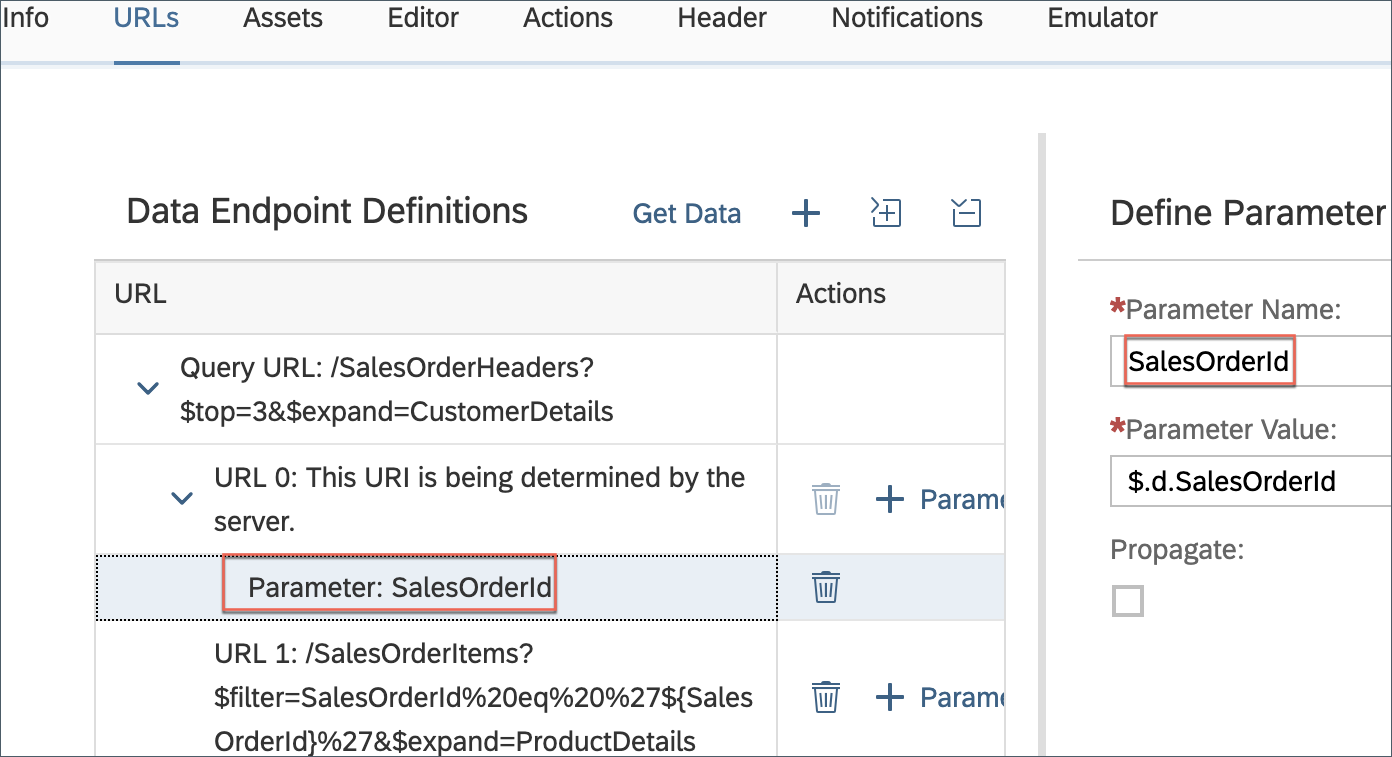 Info URLs Assets Editor Actions Header Notifications Emulator
Data Endpoint Definitions Get Data
Define Parameter
URL Actions
Query URL: /SalesOrderHeaders?
$top=3&$expand=CustomerDetails
URL 0: This URI is being determined by the
server.
Parame
Parameter: SalesOrderId
URL 1: /SalesOrderItems?
$filter=SalesOrderId%20eq%20%27${Sales
OrderId}%27&$expand=ProductDetails
Parame
*Parameter Name:
SalesOrderId
*Parameter Value:
$.d.SalesOrderId
Propagate: